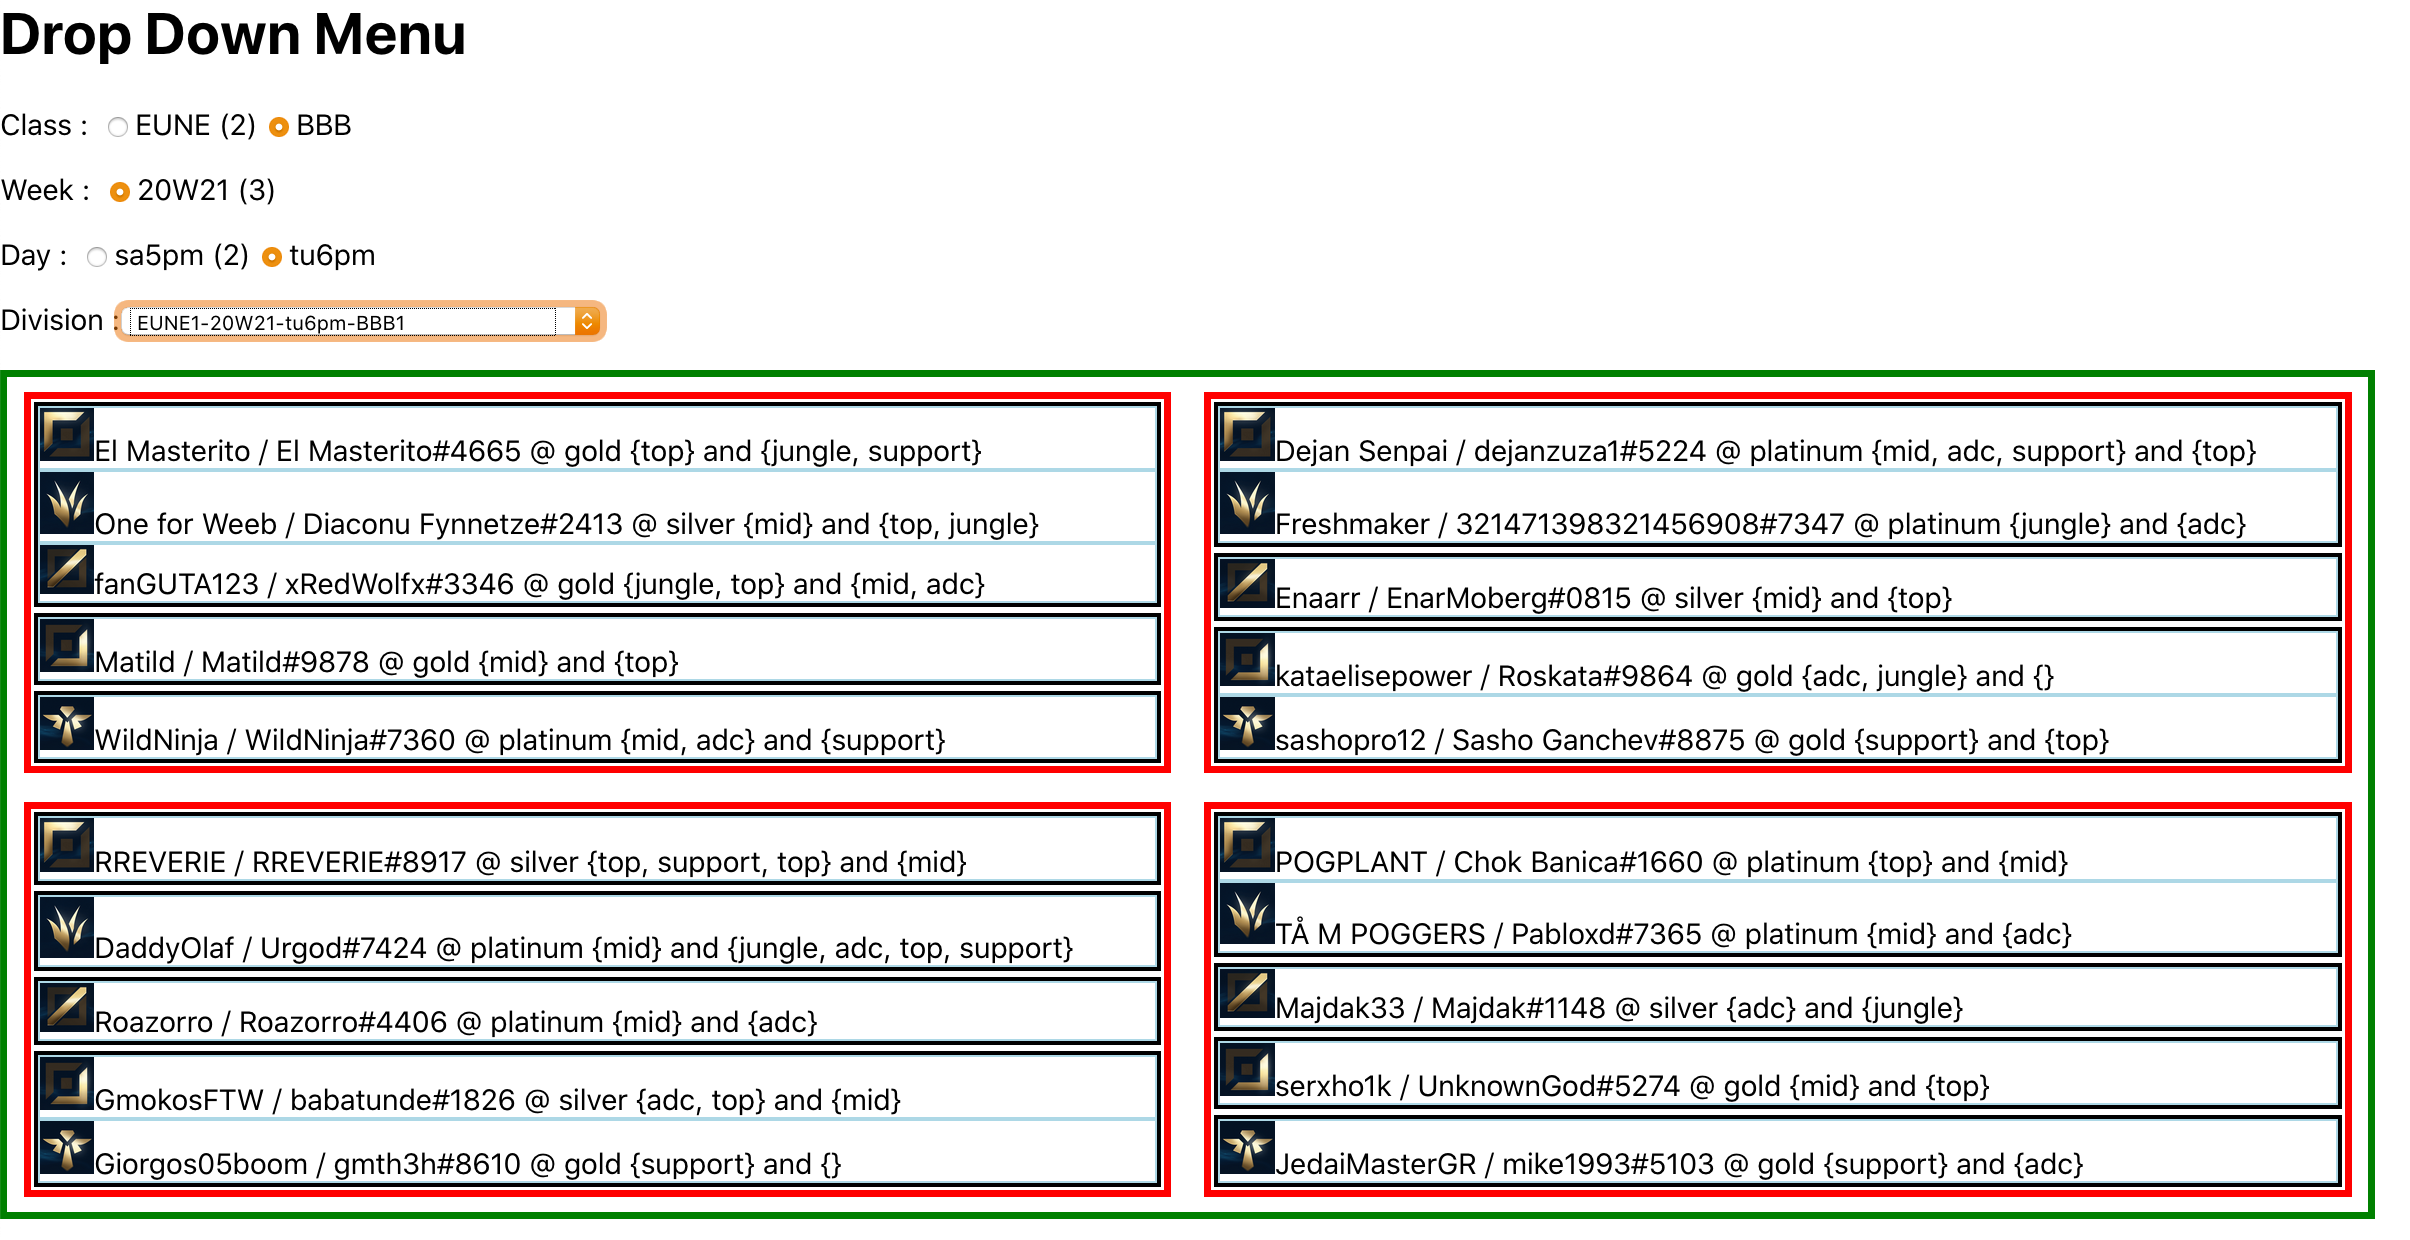 Drop Down Menu
Class : EUNE (2) BBB
Week : 20W21 (3)
Day : sa5pm (2) tu6pm
Division : EUNE1-20W21-tu6pm-BBB1
El Masterito / El Masterito#4665 @ gold {top} and {jungle, support}
One for Weeb / Diaconu Fynnetze#2413 @ silver {mid} and {top, jungle}
fanGUTA123 / xRedWolfx#3346 @ gold {jungle, top} and {mid, adc}
Matild / Matild#9878 @ gold {mid} and {top}
WildNinja / WildNinja#7360 @ platinum {mid, adc} and {support}
Dejan Senpai / dejanzuza1#5224 @ platinum {mid, adc, support} and {top}
Freshmaker / 321471398321456908#7347 @ platinum {jungle} and {adc}
Enaarr / EnarMoberg#0815 @ silver {mid} and {top}
kataelisepower / Roskata#9864 @ gold {adc, jungle} and {}
sashopro12 / Sasho Ganchev#8875 @ gold {support} and {top}
RREVERIE / RREVERIE#8917 @ silver {top, support, top} and {mid}
DaddyOlaf / Urgod#7424 @ platinum {mid} and {jungle, adc, top, support}
Roazorro / Roazorro#4406 @ platinum {mid} and {adc}
GmokosFTW / babatunde#1826 @ silver {adc, top} and {mid}
Giorgos05boom / gmth3h#8610 @ gold {support} and {}
POGPLANT / Chok Banica#1660 @ platinum {top} and {mid}
TÅ M POGGERS / Pabloxd#7365 @ platinum {mid} and {adc}
Majdak33 / Majdak#1148 @ silver {adc} and {jungle}
serxho1k / UnknownGod#5274 @ gold {mid} and {top}
JedaiMasterGR / mike1993#5103 @ gold {support} and {adc}